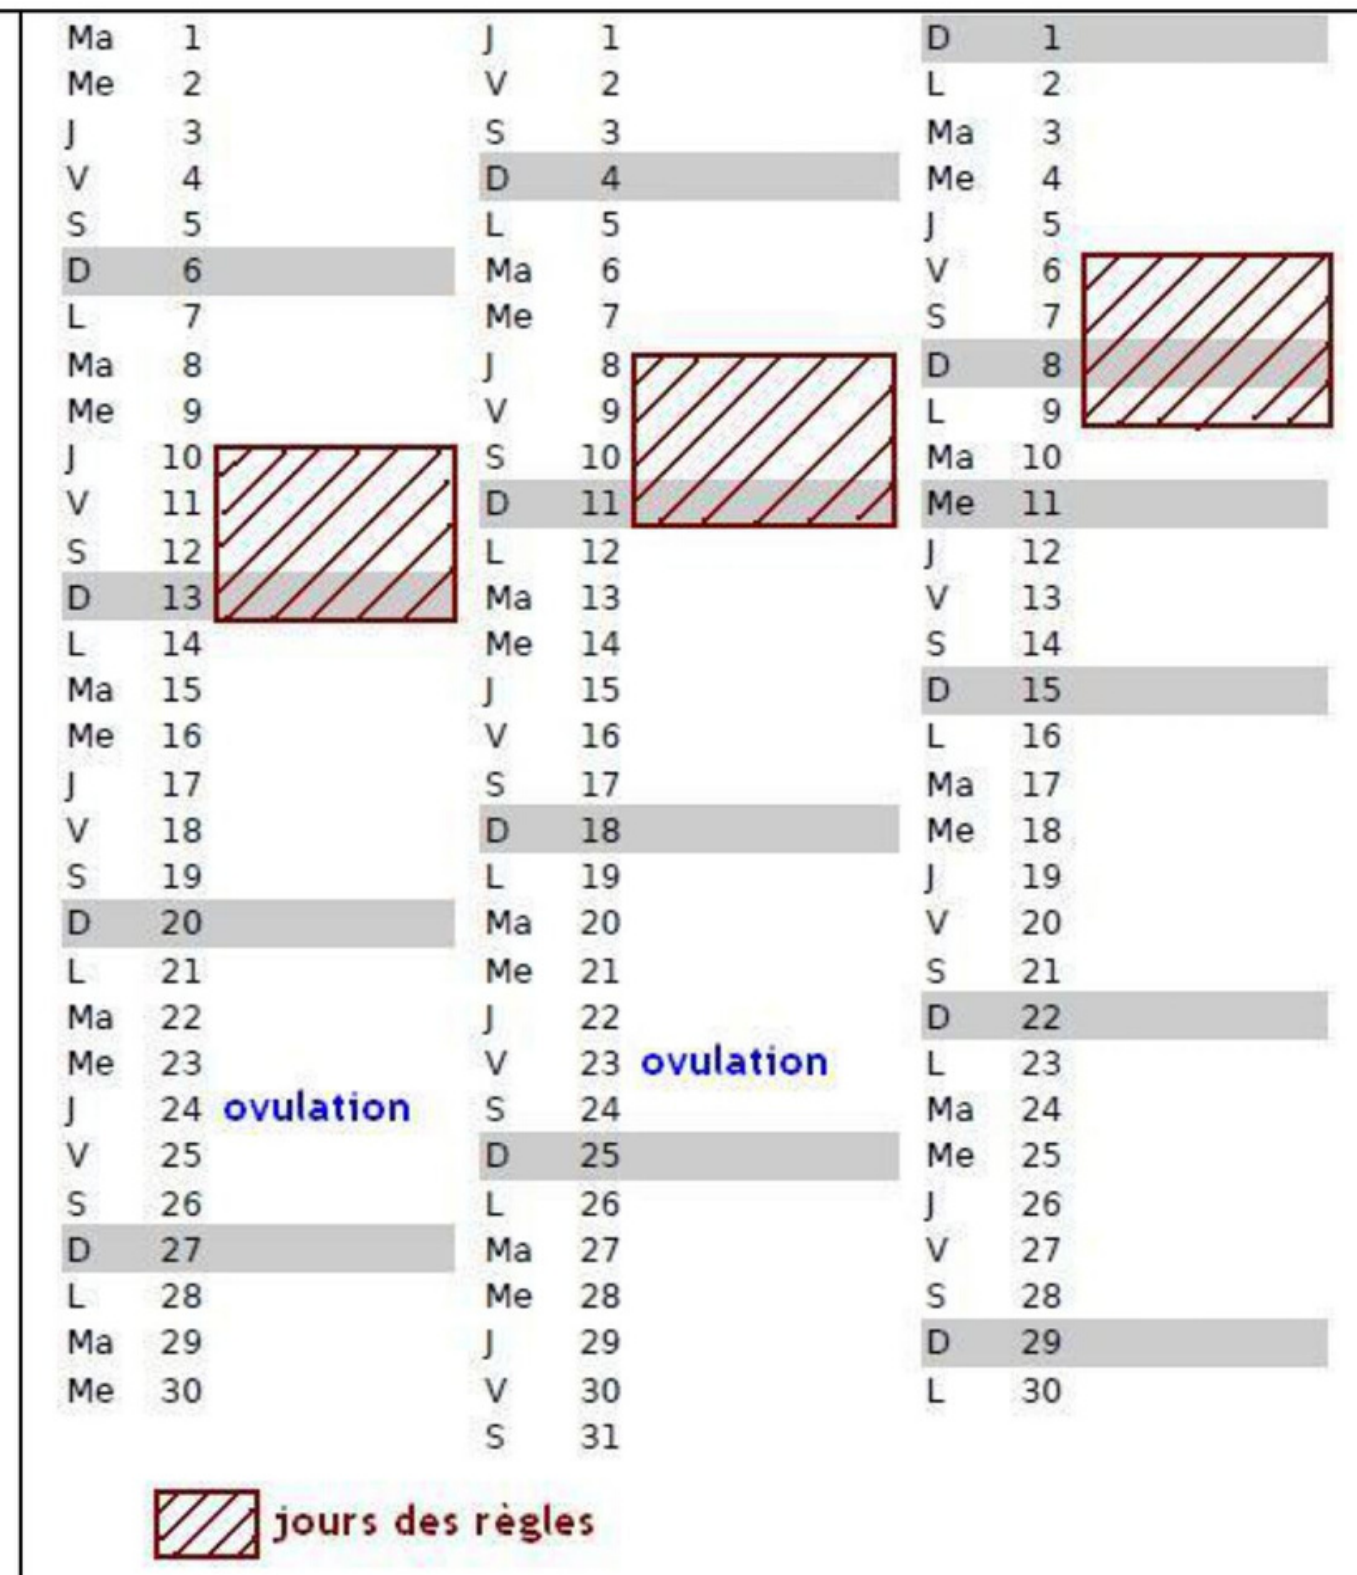 Ma 1
Me 2
J 3
V 4
S 5
D 6
L 7
Ma 8
Me 9
J 10
V 11
S 12
D 13
L 14
Ma 15
Me 16
J 17
V 18
S 19
D 20
L 21
Ma 22
Me 23
J 24 ovulation
V 25
S 26
D 27
L 28
Ma 29
Me 30
J 1
V 2
S 3
D 4
L 5
Ma 6
Me 7
J 8
V 9
S 10
D 11
L 12
Ma 13
Me 14
J 15
V 16
S 17
D 18
L 19
Ma 20
Me 21
J 22
V 23 ovulation
S 24
D 25
L 26
Ma 27
Me 28
J 29
V 30
S 31
D 1
L 2
Ma 3
Me 4
J 5
V 6
S 7
D 8
L 9
Ma 10
Me 11
J 12
V 13
S 14
D 15
L 16
Ma 17
Me 18
J 19
V 20
S 21
D 22
L 23
Ma 24
Me 25
J 26
V 27
S 28
D 29
L 30
jours des règles